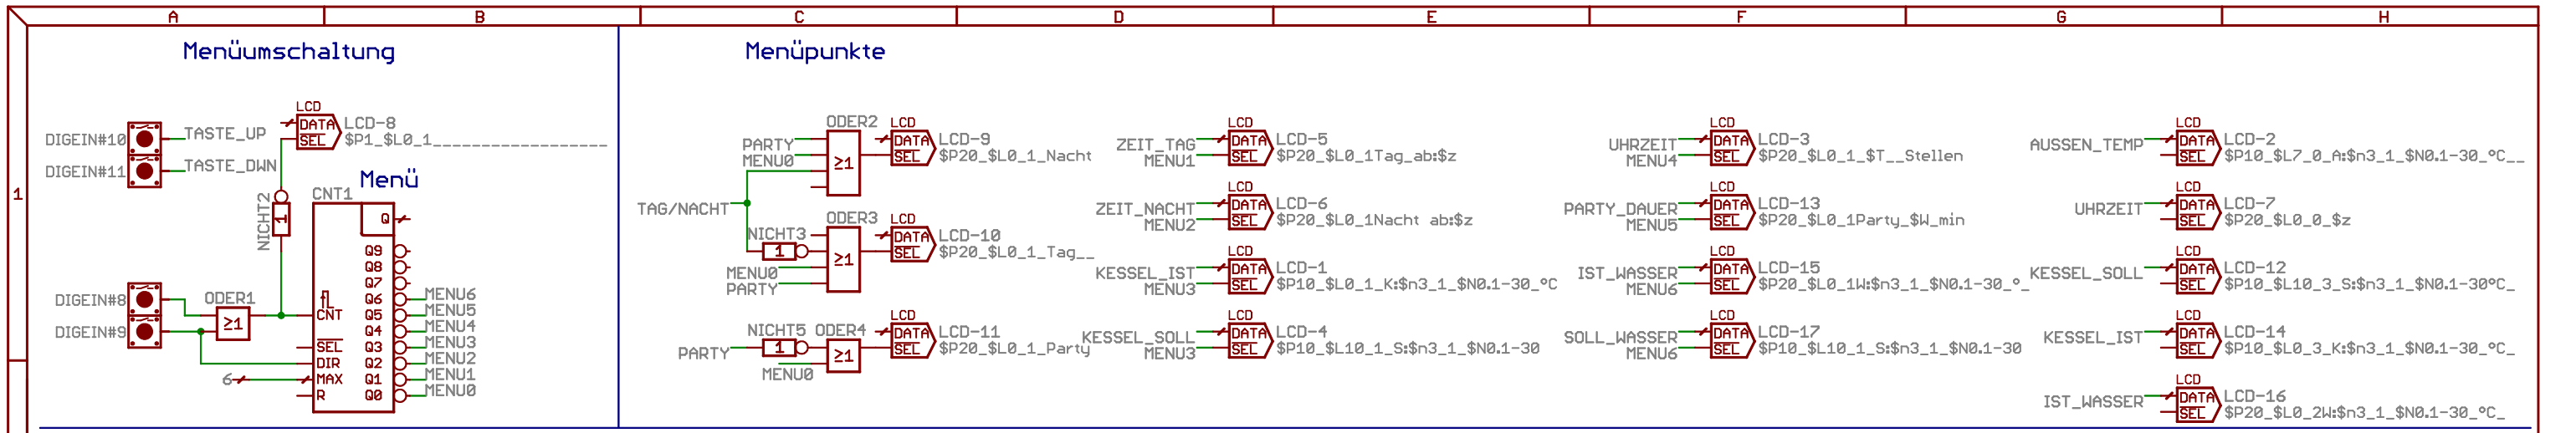 A B C D E F G H
Menüumschaltung
Menüpunkte
1
DIGEIN#10
TASTE_UP
DIGEIN#11
TASTE_DWN
LCD
DATA
SEL
LCD-8
$P1_$L0_1__________________
Menü
NICHT2
1
CNT1
Q
Q9
Q8
Q7
Q6
Q5
Q4
Q3
Q2
Q1
Q0
CNT
SEL
DIR
MAX
R
MENU6
MENU5
MENU4
MENU3
MENU2
MENU1
MENU0
DIGEIN#8
DIGEIN#9
ODER1
≥1
6
PARTY
MENU0
ODER2
≥1
LCD
DATA
SEL
LCD-9
$P20_$L0_1_Nacht
TAG/NACHT
NICHT3
1
MENU0
PARTY
ODER3
≥1
LCD
DATA
SEL
LCD-10
$P20_$L0_1_Tag__
PARTY
NICHT5
1
MENU0
ODER4
≥1
LCD
DATA
SEL
LCD-11
$P20_$L0_1_Party
ZEIT_TAG
MENU1
LCD
DATA
SEL
LCD-5
$P20_$L0_1Tag_ab:$z
ZEIT_NACHT
MENU2
LCD
DATA
SEL
LCD-6
$P20_$L0_1Nacht ab:$z
KESSEL_IST
MENU3
LCD
DATA
SEL
LCD-1
$P10_$L0_1_K:$n3_1_$N0.1-30_°C
KESSEL_SOLL
MENU3
LCD
DATA
SEL
LCD-4
$P10_$L10_1_S:$n3_1_$N0.1-30
UHRZEIT
MENU4
LCD
DATA
SEL
LCD-3
$P20_$L0_1_$T__Stellen
PARTY_DAUER
MENU5
LCD
DATA
SEL
LCD-13
$P20_$L0_1Party_$W_min
IST_WASSER
MENU6
LCD
DATA
SEL
LCD-15
$P20_$L0_1W:$n3_1_$N0.1-30_°_
SOLL_WASSER
MENU6
LCD
DATA
SEL
LCD-17
$P10_$L10_1_S:$n3_1_$N0.1-30
AUSSEN_TEMP
LCD
DATA
SEL
LCD-2
$P10_$L7_0_A:$n3_1_$N0.1-30_°C__
UHRZEIT
LCD
DATA
SEL
LCD-7
$P20_$L0_0_$z
KESSEL_SOLL
LCD
DATA
SEL
LCD-12
$P10_$L10_3_S:$n3_1_$N0.1-30°C_
KESSEL_IST
LCD
DATA
SEL
LCD-14
$P10_$L0_3_K:$n3_1_$N0.1-30_°C_
IST_WASSER
LCD
DATA
SEL
LCD-16
$P20_$L0_2W:$n3_1_$N0.1-30_°C_